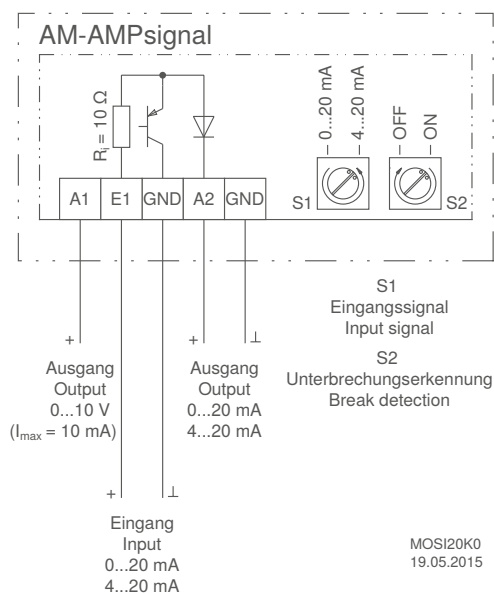 AM-AMPsignal
Rᵢ = 10 Ω
0...20 mA
4...20 mA
OFF
ON
A1 E1 GND A2 GND
S1
S2
S1
Eingangssignal
Input signal
S2
Unterbrechungserkennung
Break detection
+
Ausgang
Output
0...10 V
(Iₘₐₓ = 10 mA)
+ ⊥
Ausgang
Output
0...20 mA
4...20 mA
+ ⊥
Eingang
Input
0...20 mA
4...20 mA
MOSI20K0
19.05.2015